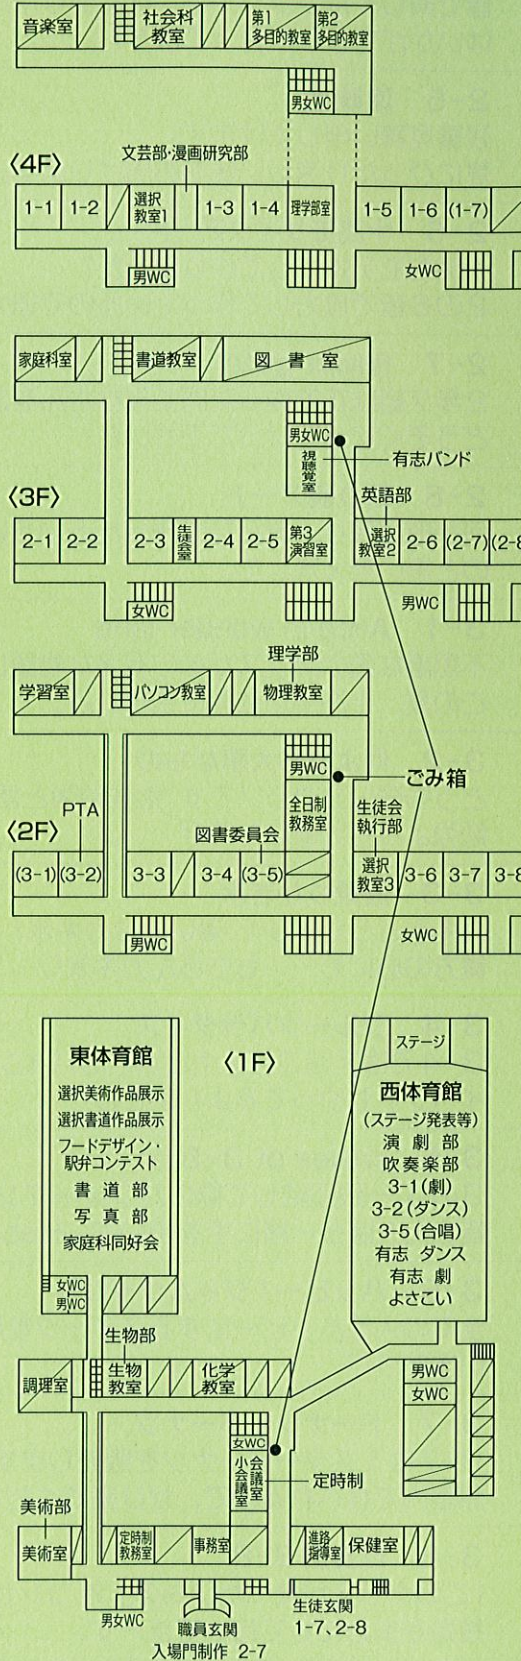 音楽室
社会科
教室
第1
多目的教室
第2
多目的教室
男女WC
〈4F〉
文芸部・漫画研究部
1-1
1-2
選択
教室1
1-3
1-4
理学部室
1-5
1-6
(1-7)
男WC
女WC
家庭科室
書道教室
図書室
男女WC
視聴覚室
有志バンド
〈3F〉
英語部
2-1
2-2
2-3
生徒会室
2-4
2-5
第3
演習室
選択
教室2
2-6
(2-7)
(2-8
女WC
男WC
理学部
学習室
パソコン教室
物理教室
男WC
ごみ箱
全日制
教務室
PTA
〈2F〉
図書委員会
生徒会
執行部
(3-1)
(3-2)
3-3
3-4
(3-5)
選択
教室3
3-6
3-7
3-8
男WC
女WC
〈1F〉
東体育館
選択美術作品展示
選択書道作品展示
フードデザイン・
駅弁コンテスト
書道部
写真部
家庭科同好会
女WC
男WC
ステージ
西体育館
(ステージ発表等)
演劇部
吹奏楽部
3-1(劇)
3-2(ダンス)
3-5(合唱)
有志 ダンス
有志 劇
よさこい
生物部
調理室
生物
教室
化学
教室
男WC
女WC
女WC
小会議室
会議室
定時制
美術部
美術室
定時制
教務室
事務室
進路
指導室
保健室
男女WC
職員玄関
入場門制作 2-7
生徒玄関
1-7、2-8